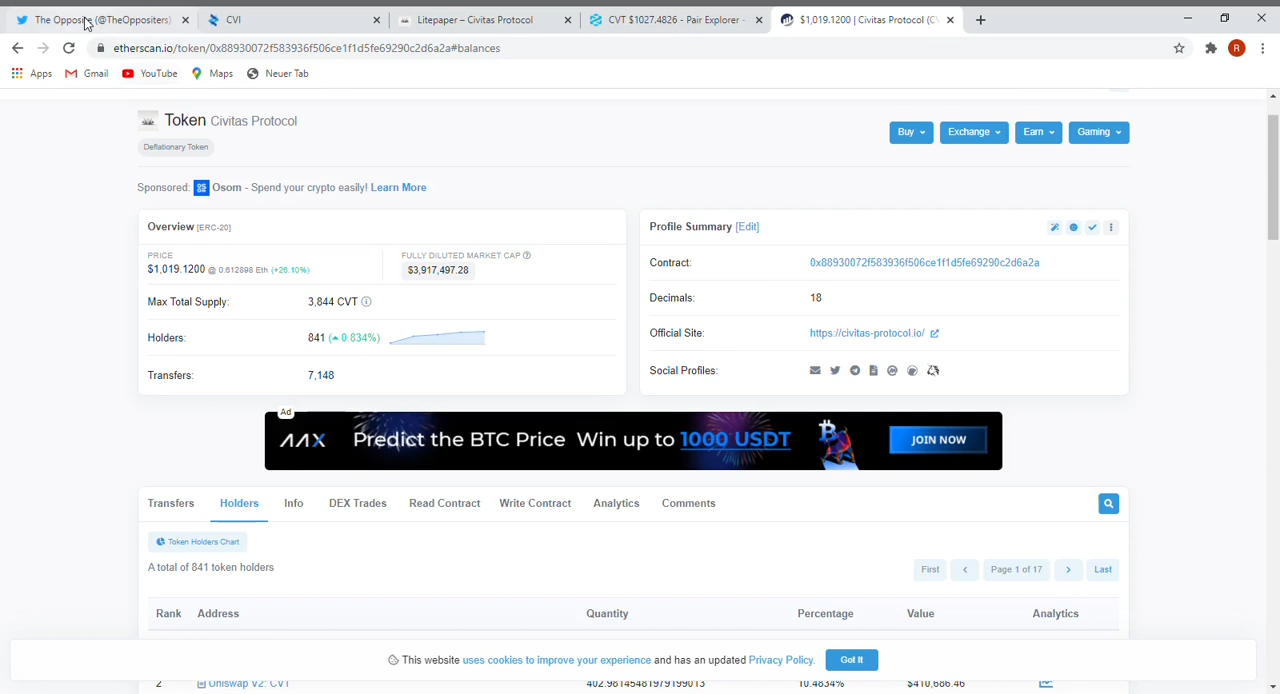 The Opposite (@TheOppositers) CVI Litepaper – Civitas Protocol CVT $1027.4826 - Pair Explorer - $1,019.1200 | Civitas Protocol (CV
etherscan.io/token/0x88930072f583936f506ce1f1d5fe69290c2d6a2a#balances R
Apps Gmail YouTube Maps Neuer Tab
Token Civitas Protocol
Buy Exchange Earn Gaming
Deflationary Token
Sponsored: Osom - Spend your crypto easily! Learn More
Overview [ERC-20]
PRICE FULLY DILUTED MARKET CAP
$1,019.1200 @ 0.612898 Eth (+26.10%) $3,917,497.28
Max Total Supply: 3,844 CVT
Holders: 841 (0.834%)
Transfers: 7,148
Profile Summary [Edit]
Contract: 0x88930072f583936f506ce1f1d5fe69290c2d6a2a
Decimals: 18
Official Site: https://civitas-protocol.io/
Social Profiles:
Ad
AAX Predict the BTC Price Win up to 1000 USDT JOIN NOW
Transfers Holders Info DEX Trades Read Contract Write Contract Analytics Comments
Token Holders Chart
A total of 841 token holders
First Page 1 of 17 Last
Rank Address Quantity Percentage Value Analytics
This website uses cookies to improve your experience and has an updated Privacy Policy. Got It
2 Uniswap V2: CVT 402.98145481979199013 10.4834% $410,686.46